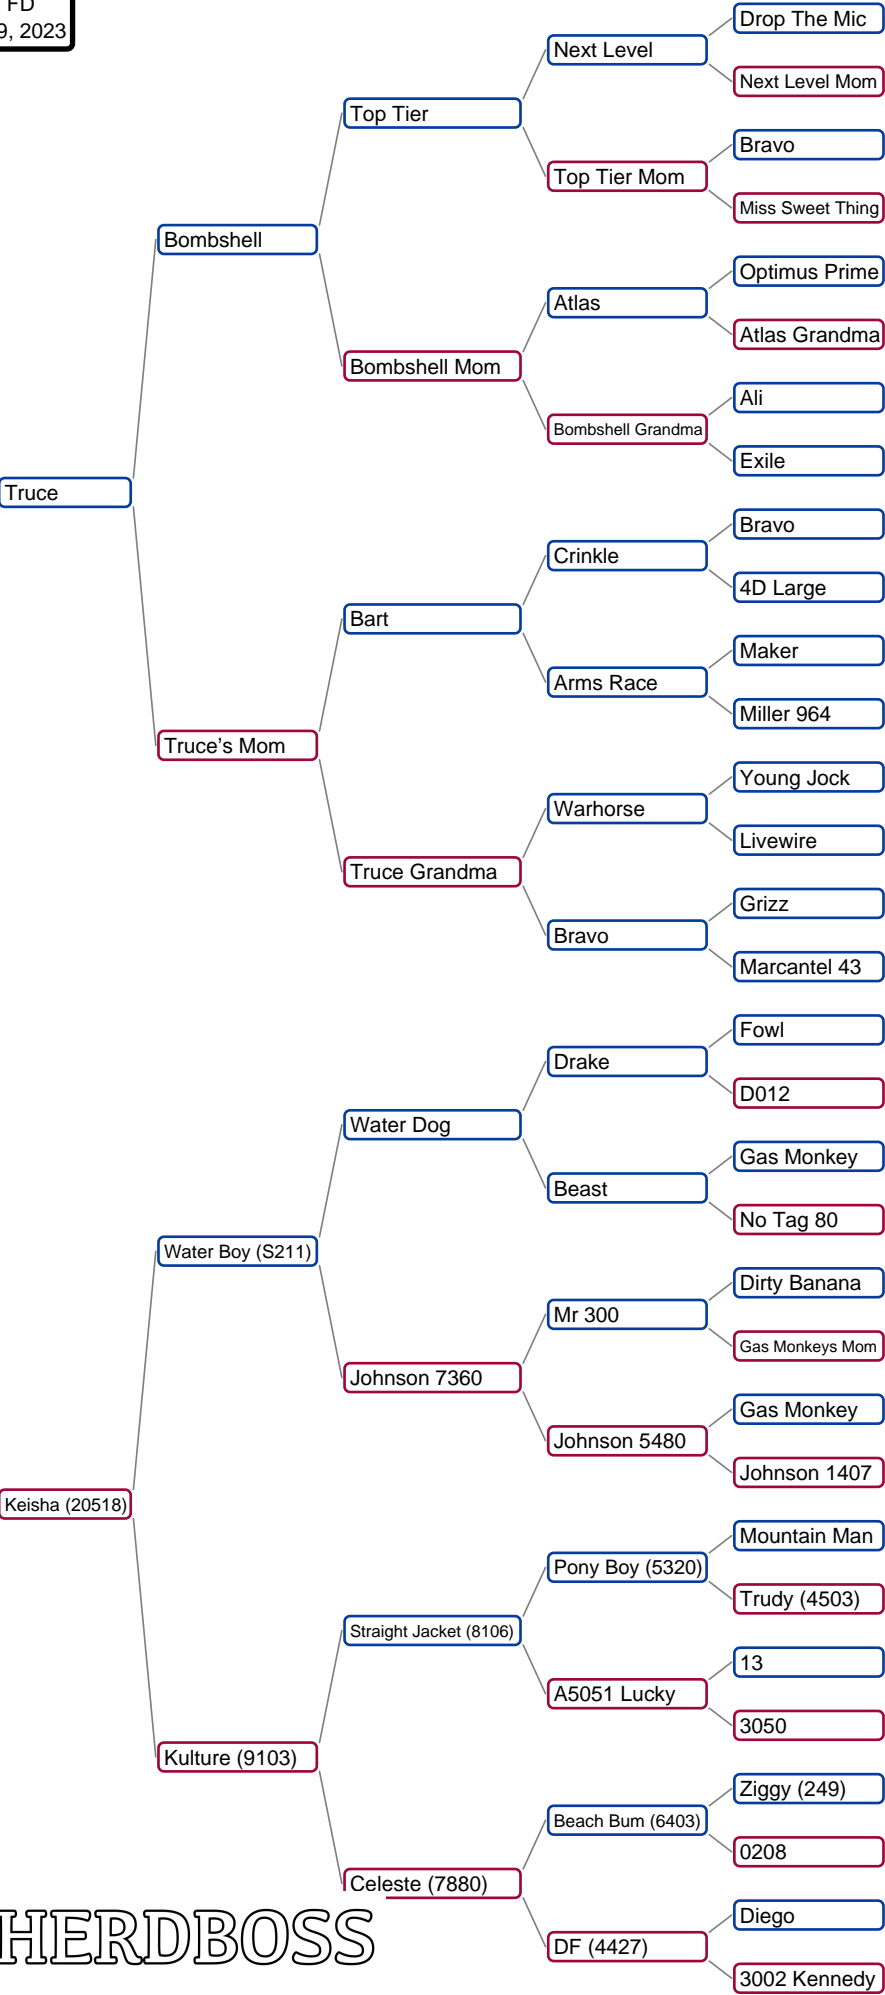 FD
9, 2023
Drop The Mic
Next Level
Next Level Mom
Top Tier
Bravo
Top Tier Mom
Miss Sweet Thing
Bombshell
Optimus Prime
Atlas
Atlas Grandma
Bombshell Mom
Ali
Bombshell Grandma
Exile
Truce
Bravo
Crinkle
4D Large
Bart
Maker
Arms Race
Miller 964
Truce's Mom
Young Jock
Warhorse
Livewire
Truce Grandma
Grizz
Bravo
Marcantel 43
Fowl
Drake
D012
Water Dog
Gas Monkey
Beast
No Tag 80
Water Boy (S211)
Dirty Banana
Mr 300
Gas Monkeys Mom
Johnson 7360
Gas Monkey
Johnson 5480
Johnson 1407
Keisha (20518)
Mountain Man
Pony Boy (5320)
Trudy (4503)
Straight Jacket (8106)
13
A5051 Lucky
3050
Kulture (9103)
Ziggy (249)
Beach Bum (6403)
0208
Celeste (7880)
Diego
DF (4427)
3002 Kennedy
HERDBOSS